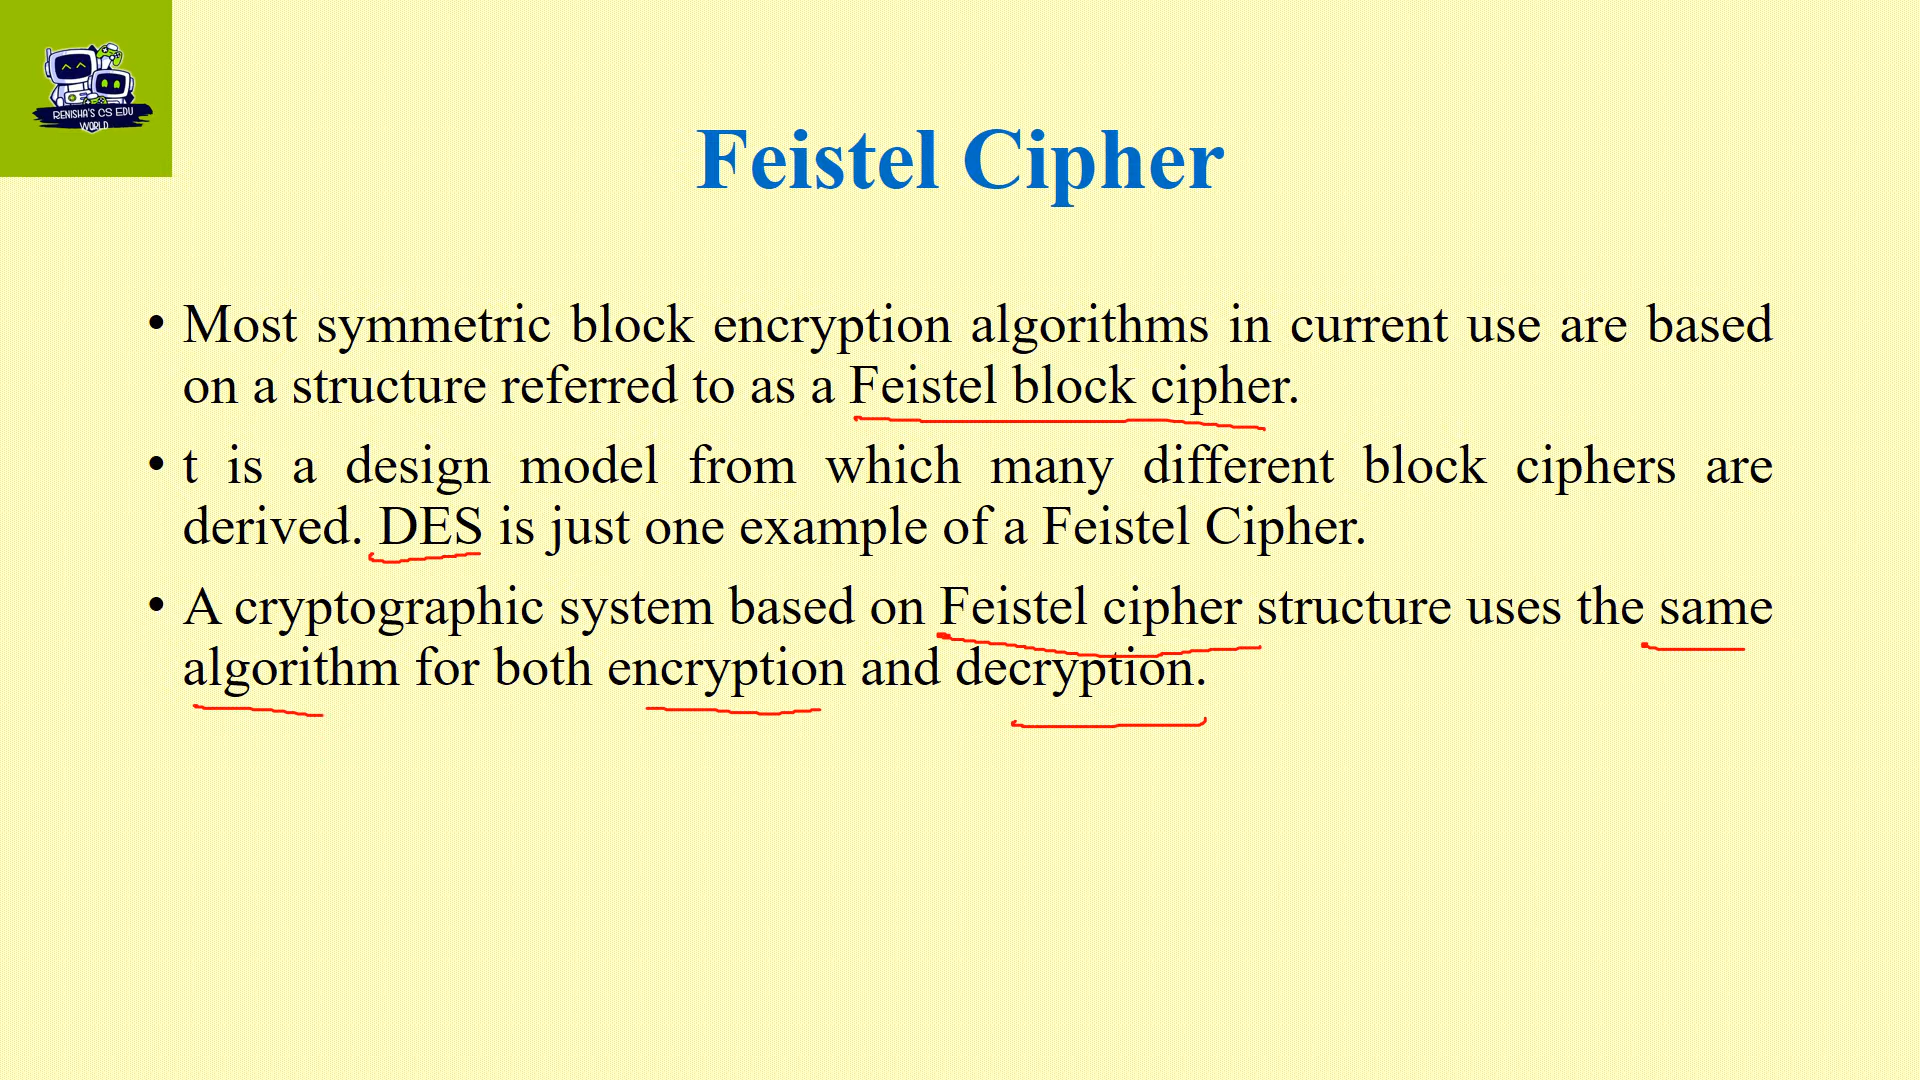 RENISHA'S CS EDU
WORLD
Feistel Cipher
• Most symmetric block encryption algorithms in current use are based
on a structure referred to as a Feistel block cipher.
• t is a design model from which many different block ciphers are
derived. DES is just one example of a Feistel Cipher.
• A cryptographic system based on Feistel cipher structure uses the same
algorithm for both encryption and decryption.